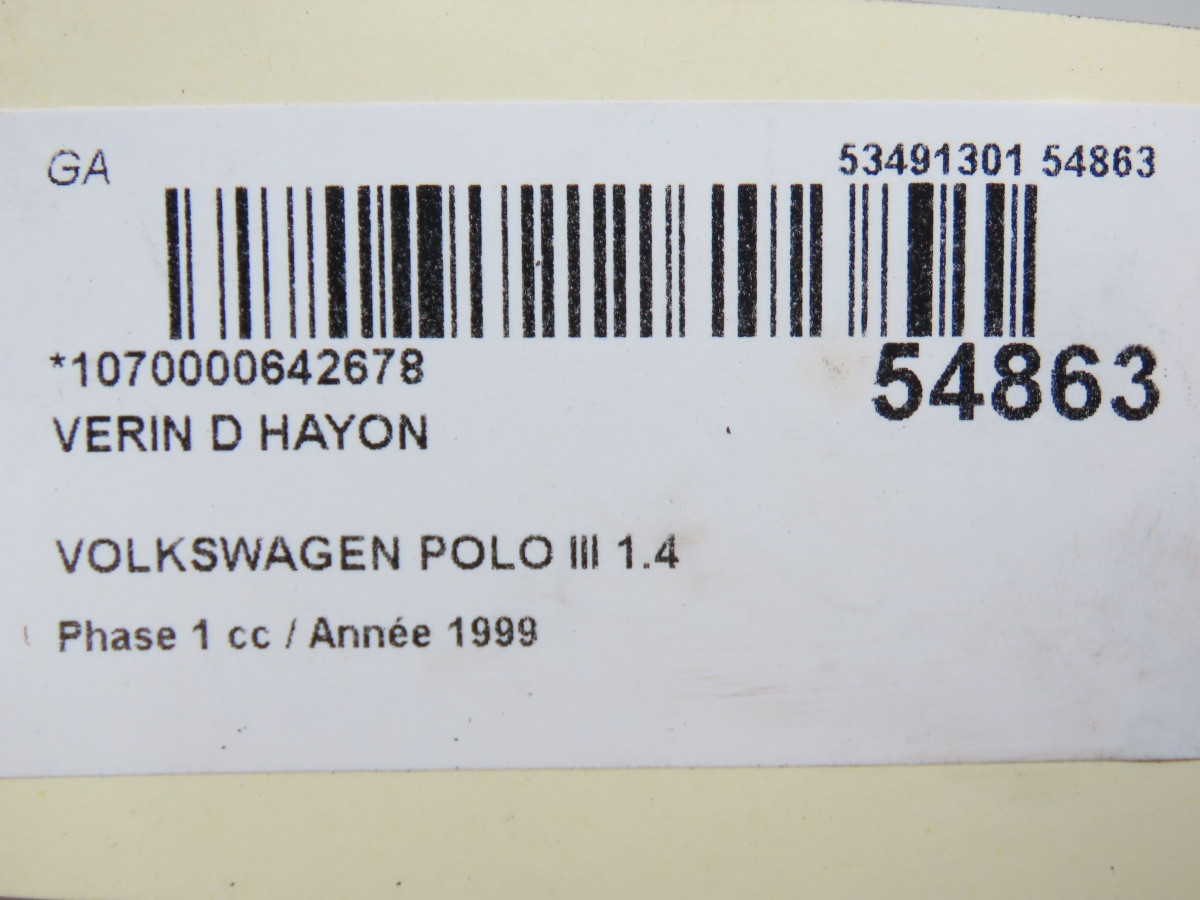 GA
53491301 54863
*1070000642678
54863
VERIN D HAYON
VOLKSWAGEN POLO III 1.4
Phase 1 cc / Année 1999